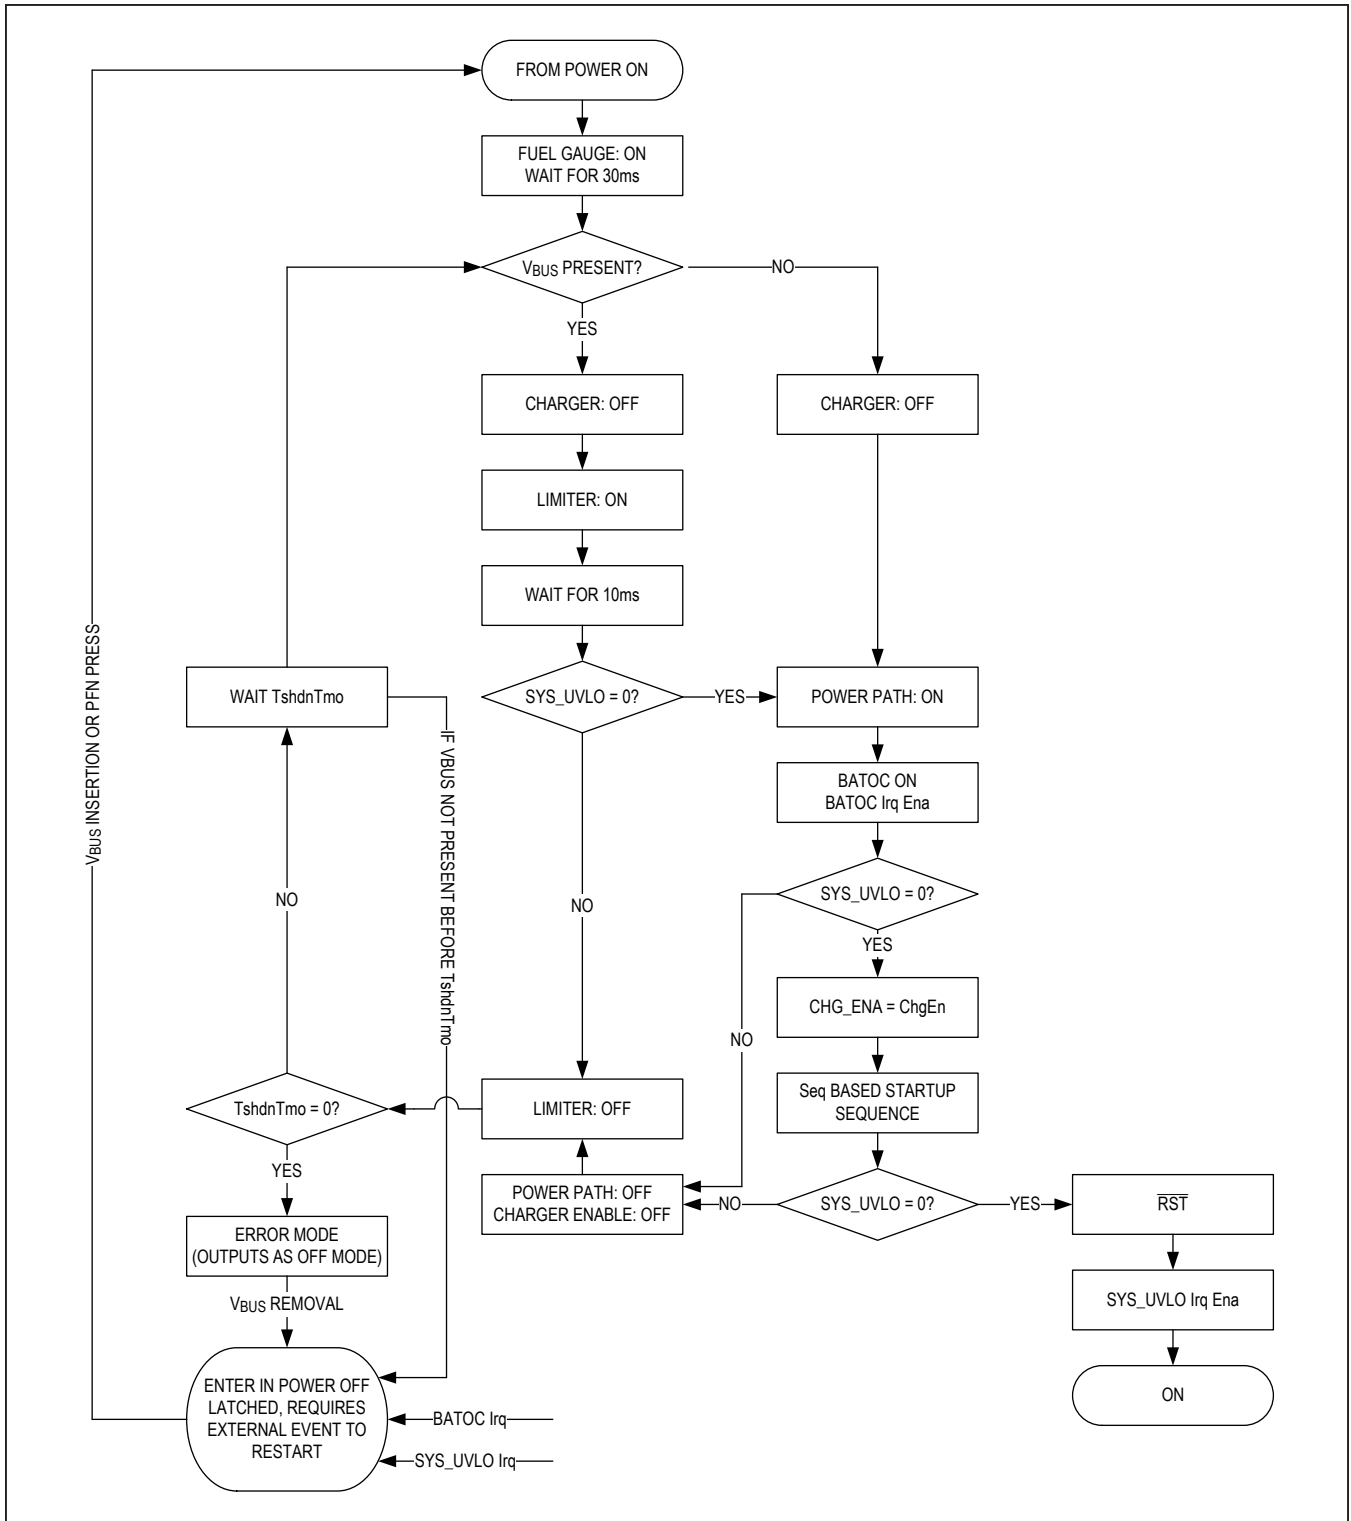 FROM POWER ON
FUEL GAUGE: ON
WAIT FOR 30ms
VBUS PRESENT?
NO
YES
CHARGER: OFF
CHARGER: OFF
LIMITER: ON
WAIT FOR 10ms
VBUS INSERTION OR PFN PRESS
WAIT TshdnTmo
IF VBUS NOT PRESENT BEFORE TshdnTmo
SYS_UVLO = 0?
YES
POWER PATH: ON
BATOC ON
BATOC Irq Ena
NO
NO
SYS_UVLO = 0?
YES
CHG_ENA = ChgEn
NO
Seq BASED STARTUP
SEQUENCE
TshdnTmo = 0?
LIMITER: OFF
YES
POWER PATH: OFF
CHARGER ENABLE: OFF
NO
SYS_UVLO = 0?
YES
RST
ERROR MODE
(OUTPUTS AS OFF MODE)
VBUS REMOVAL
SYS_UVLO Irq Ena
ENTER IN POWER OFF
LATCHED, REQUIRES
EXTERNAL EVENT TO
RESTART
BATOC Irq
SYS_UVLO Irq
ON